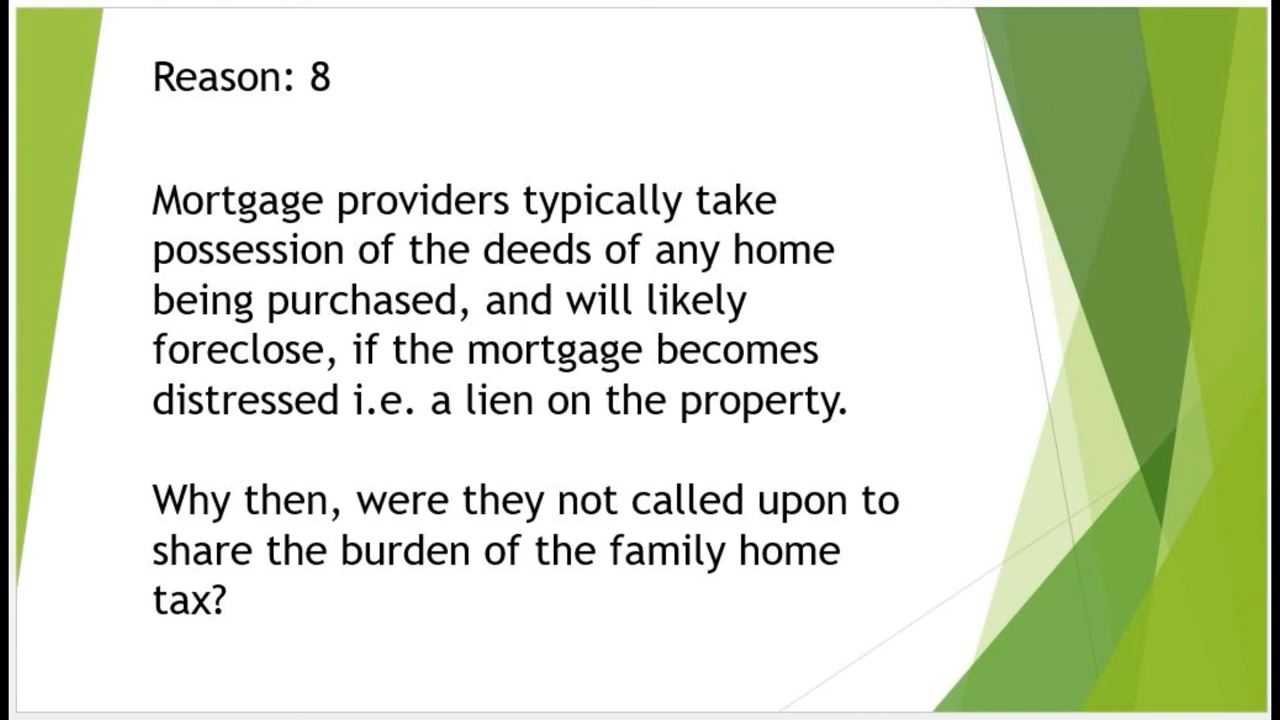 Reason: 8
Mortgage providers typically take
possession of the deeds of any home
being purchased, and will likely
foreclose, if the mortgage becomes
distressed i.e. a lien on the property.
Why then, were they not called upon to
share the burden of the family home
tax?